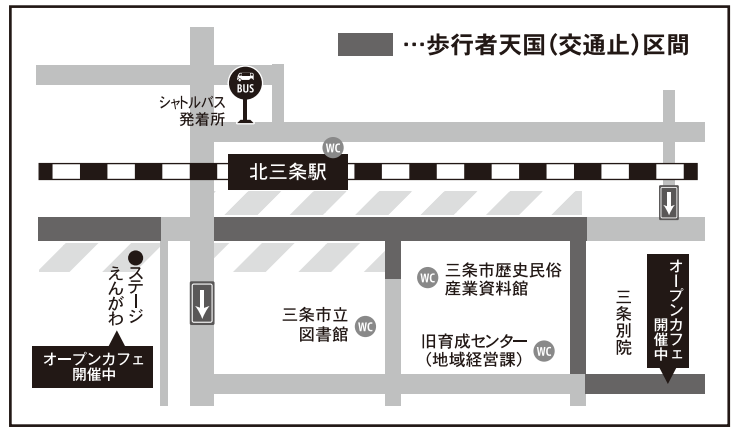 …歩行者天国(交通止)区間
BUS
シャトルバス
発着所
WC
北三条駅
ステージ
えんがわ
オープンカフェ
開催中
三条市立
図書館
WC
WC
三条市歴史民俗
産業資料館
旧育成センター
(地域経営課)
WC
三条別院
オープンカフェ
開催中